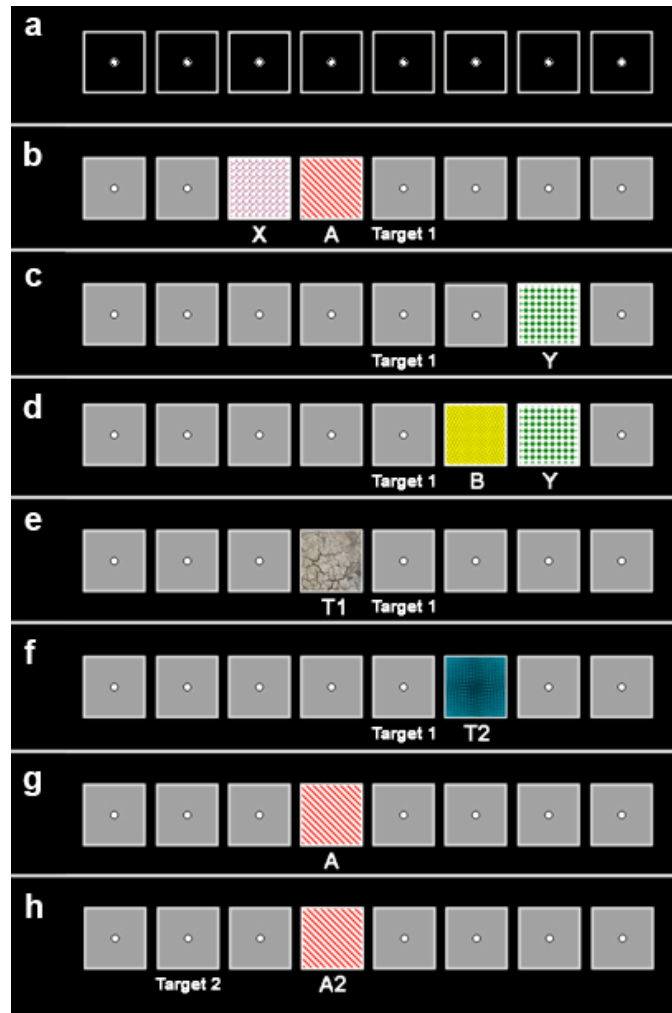 a
b
X A Target 1
c
Target 1 Y
d
Target 1 B Y
e
T1 Target 1
f
Target 1 T2
g
A
h
Target 2 A2